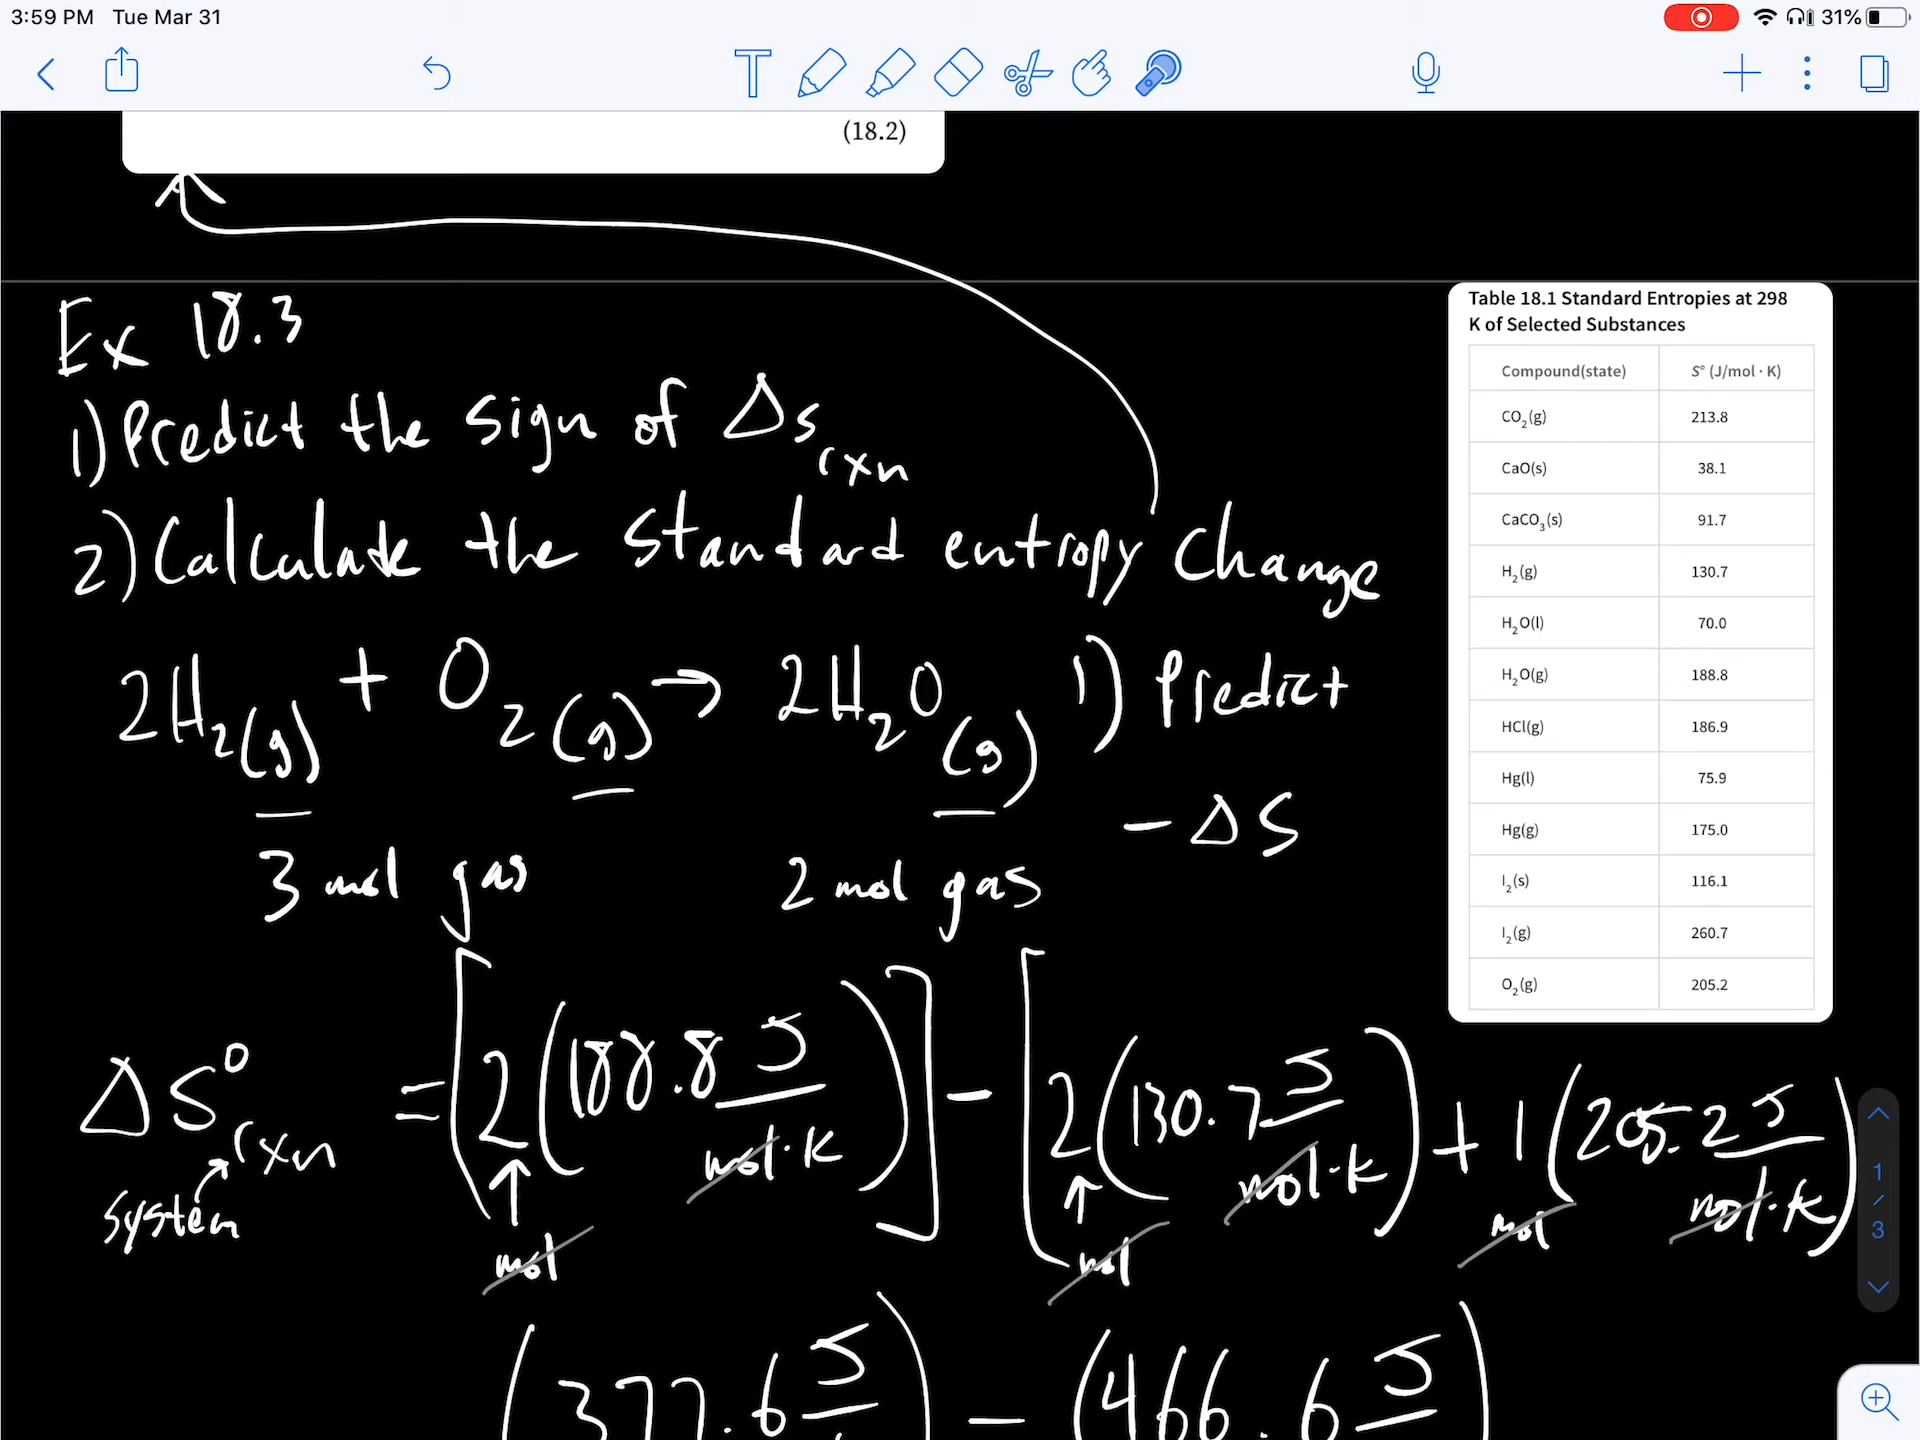 3:59 PM Tue Mar 31
31%
(18.2)
Ex 18.3
1) Predict the sign of ΔS rxn
2) Calculate the standard entropy change
2H₂(g) + O₂(g) → 2H₂O(g)
1) Predict
- ΔS
3 mol gas
2 mol gas
ΔS° rxn = [2(188.8 J/mol·K)] - [2(130.7 J/mol·K) + 1(205.2 J/mol·K)
system
mol
mol
mol
(377.6 J) - (466.6 J)
Table 18.1 Standard Entropies at 298
K of Selected Substances
Compound(state) S° (J/mol · K)
CO₂(g) 213.8
CaO(s) 38.1
CaCO₃(s) 91.7
H₂(g) 130.7
H₂O(l) 70.0
H₂O(g) 188.8
HCl(g) 186.9
Hg(l) 75.9
Hg(g) 175.0
I₂(s) 116.1
I₂(g) 260.7
O₂(g) 205.2
1
/
3